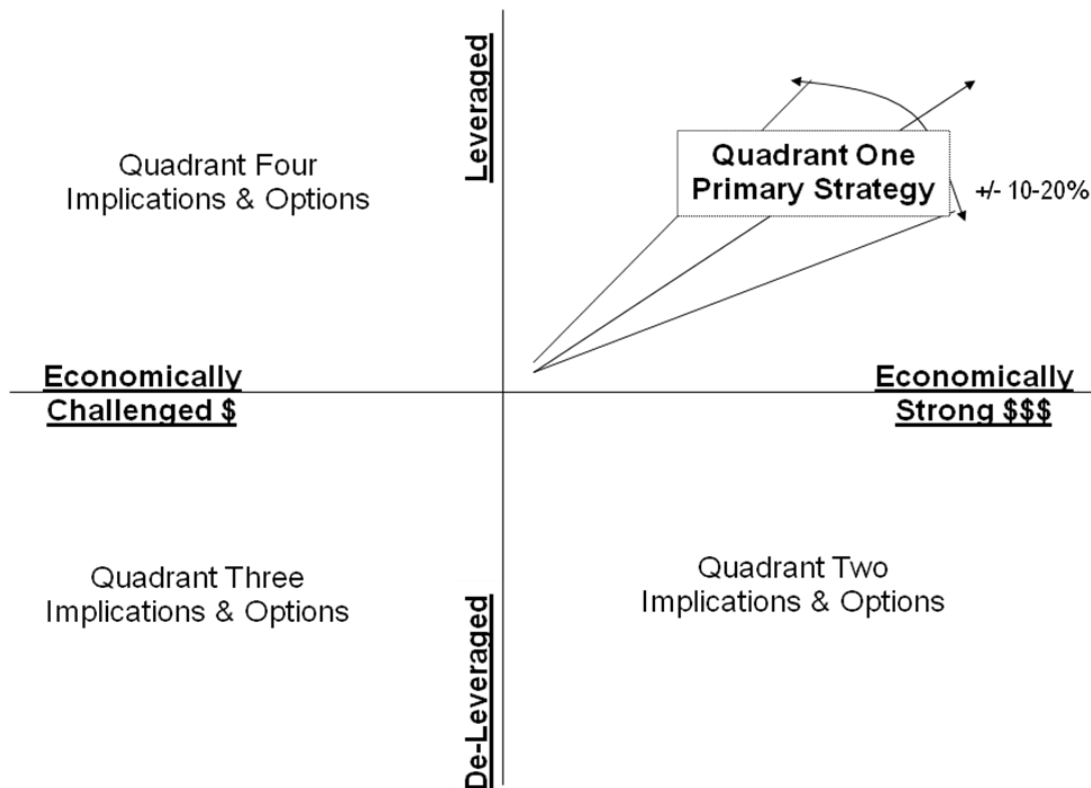 Leveraged
Quadrant Four
Implications & Options
Quadrant One
Primary Strategy
+/- 10-20%
Economically
Challenged $
Economically
Strong $$$
Quadrant Three
Implications & Options
Quadrant Two
Implications & Options
De-Leveraged